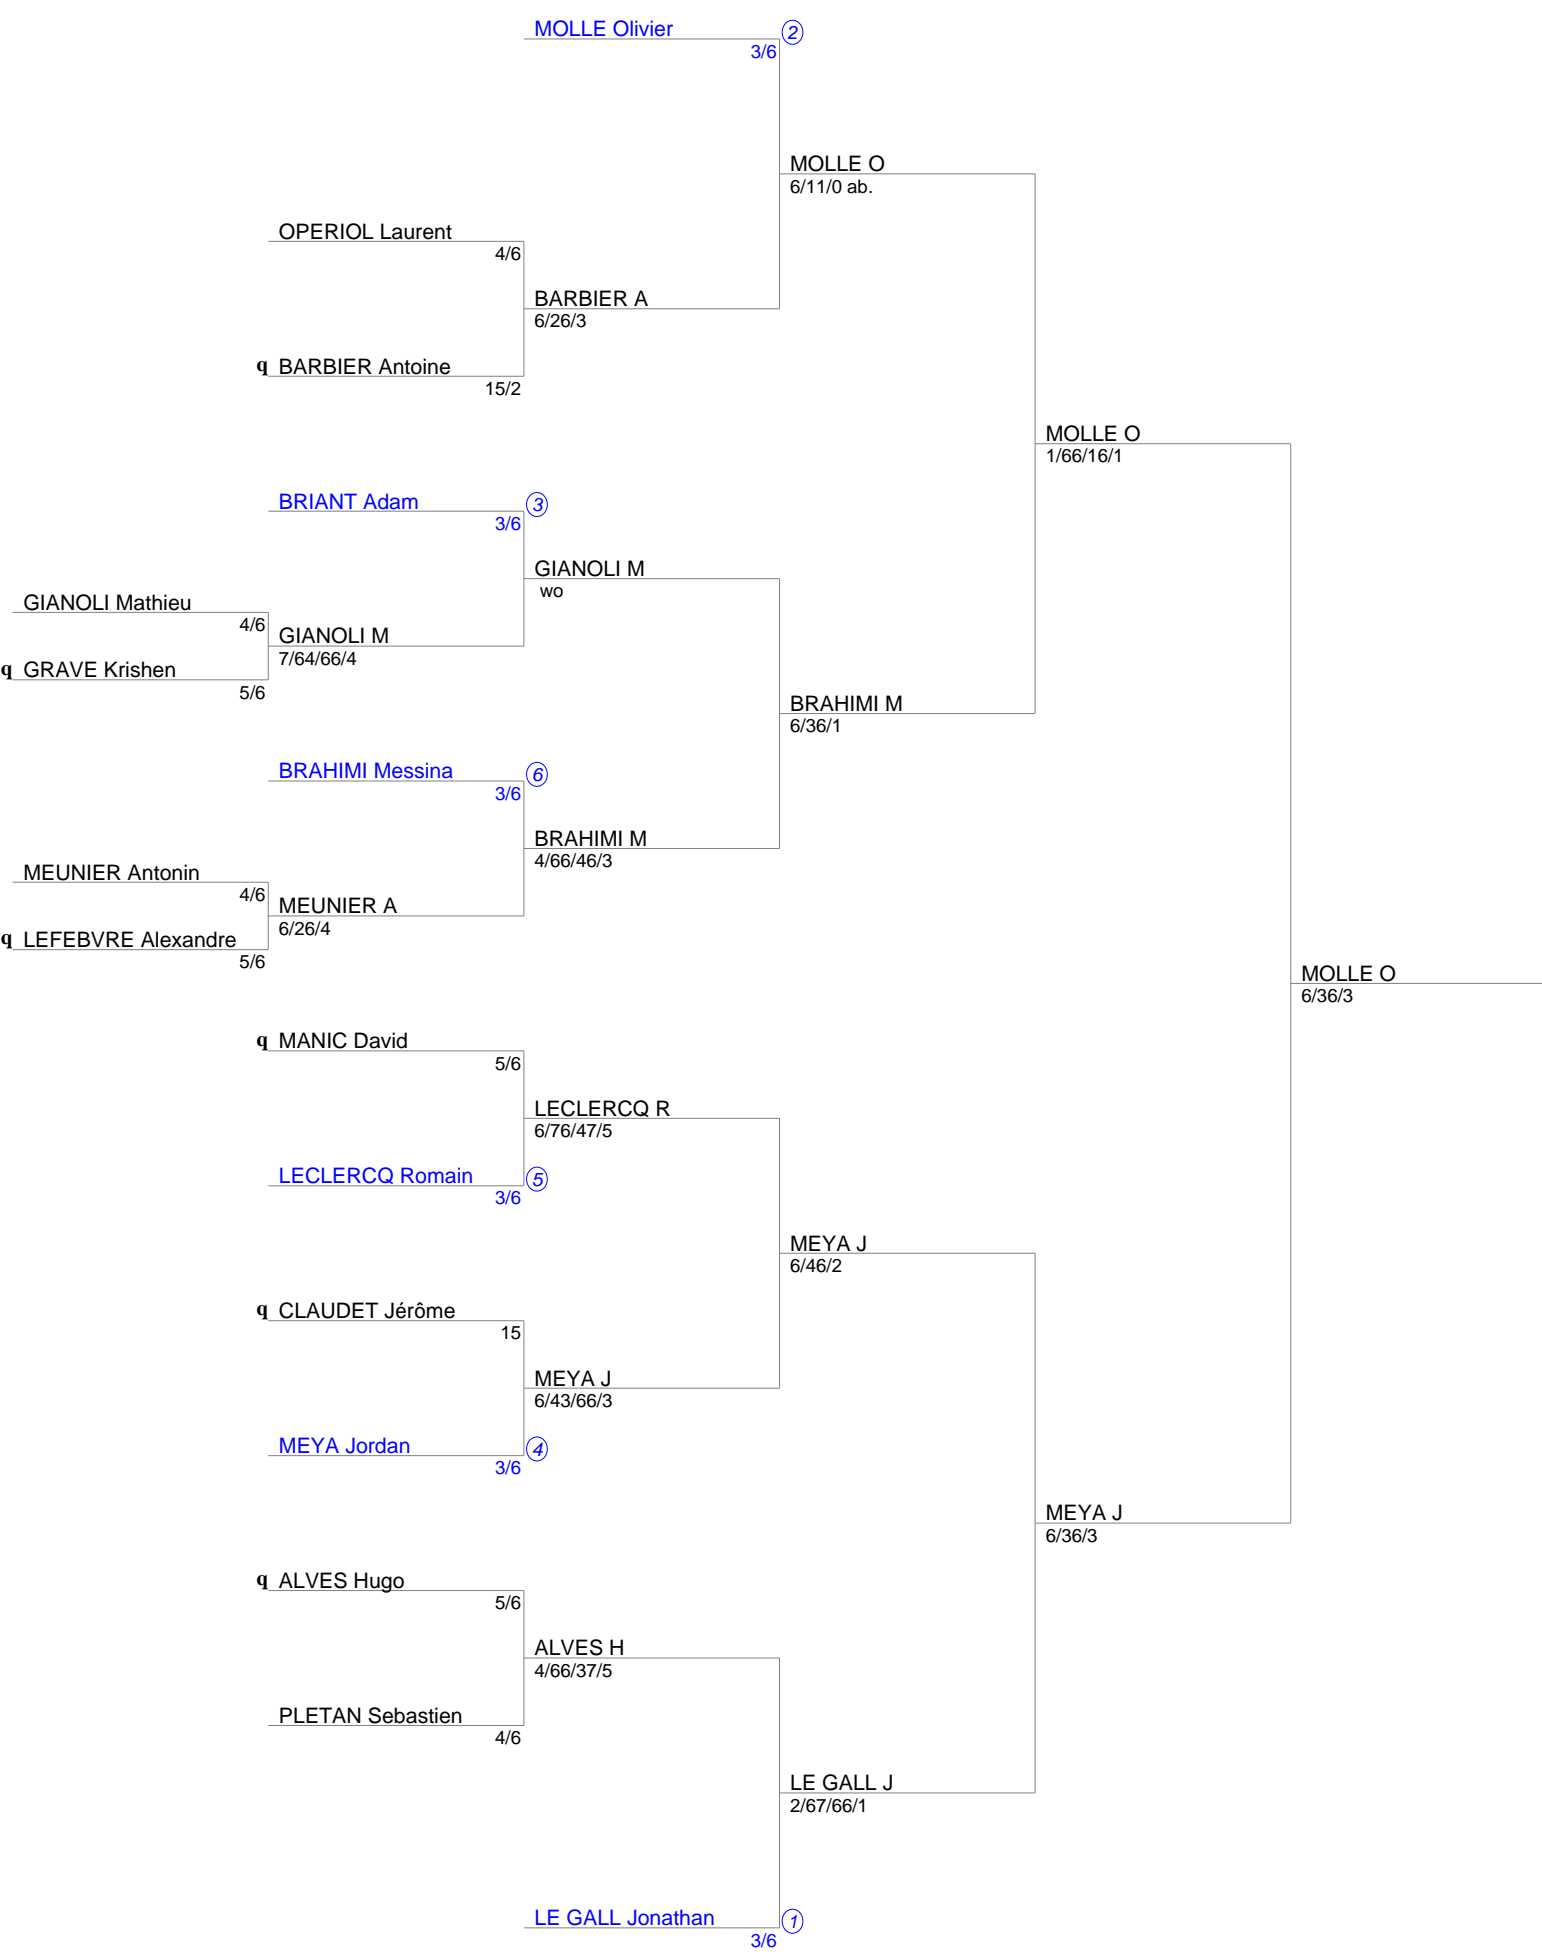 MOLLE Olivier 2
3/6
MOLLE O
6/11/0 ab.
OPERIOL Laurent
4/6
BARBIER A
6/26/3
q BARBIER Antoine
15/2
MOLLE O
1/66/16/1
BRIANT Adam 3
3/6
GIANOLI M
wo
GIANOLI Mathieu
4/6
GIANOLI M
7/64/66/4
q GRAVE Krishen
5/6
BRAHIMI M
6/36/1
BRAHIMI Messina 6
3/6
BRAHIMI M
4/66/46/3
MEUNIER Antonin
4/6
MEUNIER A
6/26/4
q LEFEBVRE Alexandre
5/6
MOLLE O
6/36/3
q MANIC David
5/6
LECLERCQ R
6/76/47/5
LECLERCQ Romain 5
3/6
MEYA J
6/46/2
q CLAUDET Jérôme
15
MEYA J
6/43/66/3
MEYA Jordan 4
3/6
MEYA J
6/36/3
q ALVES Hugo
5/6
ALVES H
4/66/37/5
PLETAN Sebastien
4/6
LE GALL J
2/67/66/1
LE GALL Jonathan 1
3/6